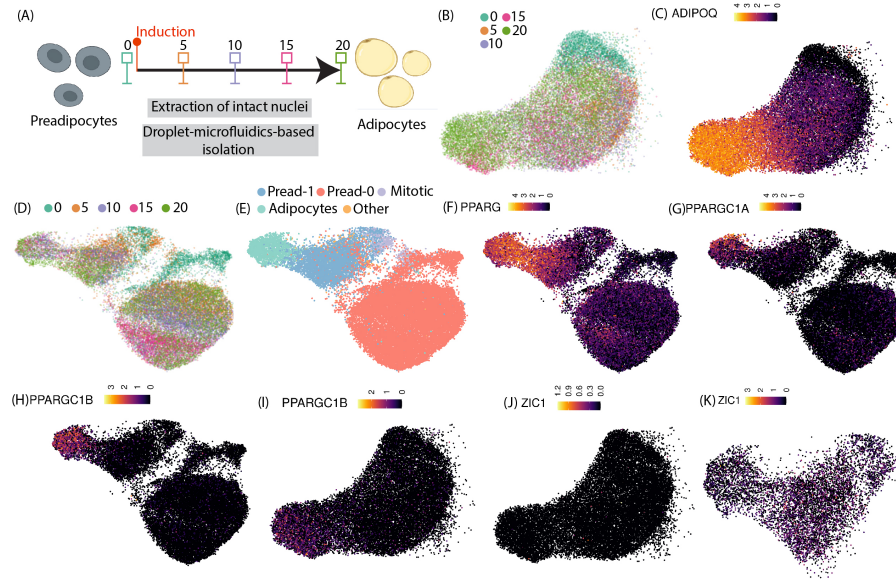 (A)
Induction
0 5 10 15 20
Preadipocytes
Extraction of intact nuclei
Droplet-microfluidics-based
isolation
Adipocytes
(B)
0 15
5 20
10
(C) ADIPOQ
4 3 2 1 0
(D) 0 5 10 15 20
(E)
Pread-1 Pread-0 Mitotic
Adipocytes Other
(F) PPARG
4 3 2 1 0
(G) PPARGC1A
4 3 2 1 0
(H) PPARGC1B
3 2 1 0
(I) PPARGC1B
2 1 0
(J) ZIC1
1.2 0.9 0.6 0.3 0.0
(K) ZIC1
3 2 1 0